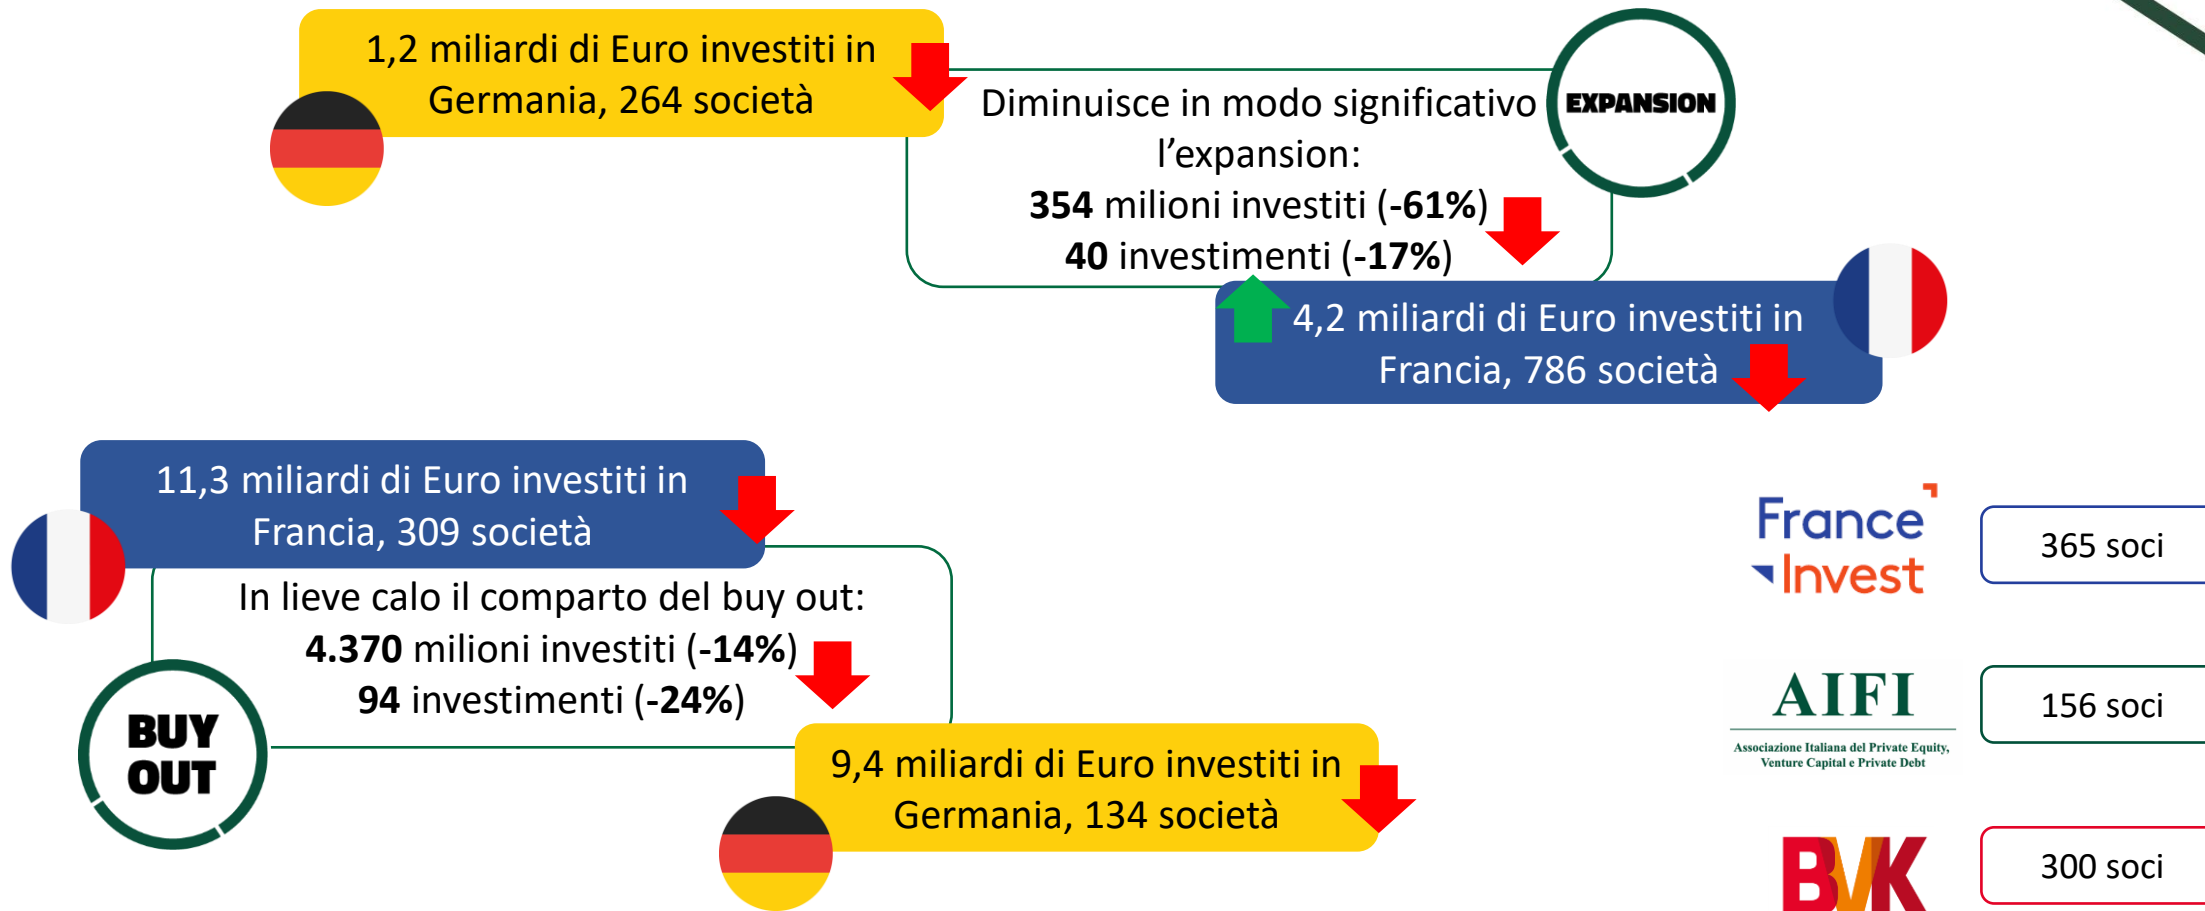 1,2 miliardi di Euro investiti in
Germania, 264 società
Diminuisce in modo significativo
l'expansion:
354 milioni investiti (-61%)
40 investimenti (-17%)
EXPANSION
4,2 miliardi di Euro investiti in
Francia, 786 società
11,3 miliardi di Euro investiti in
Francia, 309 società
In lieve calo il comparto del buy out:
4.370 milioni investiti (-14%)
94 investimenti (-24%)
BUY
OUT
9,4 miliardi di Euro investiti in
Germania, 134 società
France
Invest
365 soci
AIFI
Associazione Italiana del Private Equity,
Venture Capital e Private Debt
156 soci
BVK
300 soci